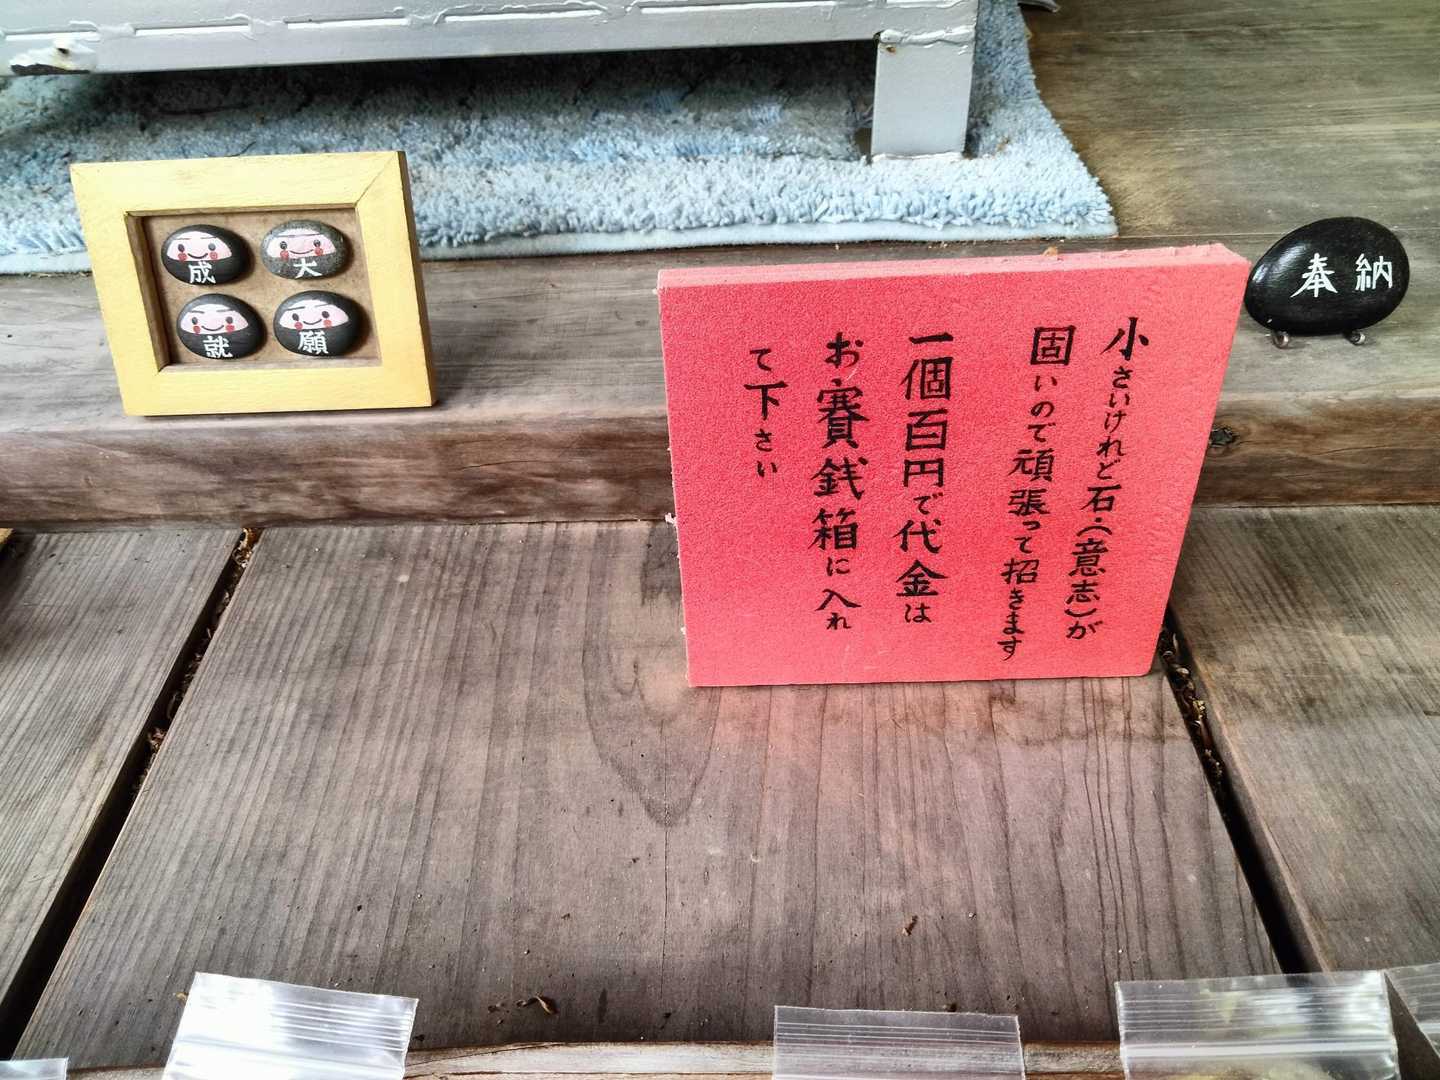 小さいけれど石・(意志)が
固いので頑張って招きます
一個百円で代金は
お賽銭箱に入れ
て下さい
奉納
大願
成就